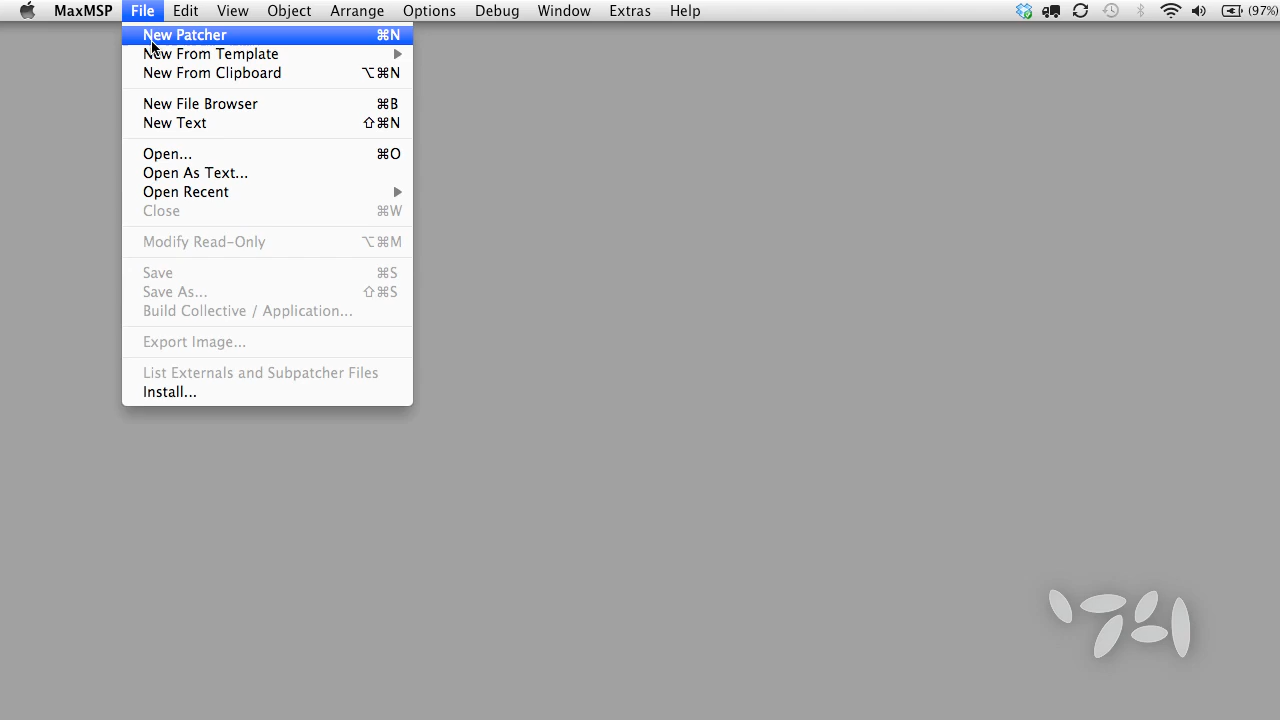 MaxMSP File Edit View Object Arrange Options Debug Window Extras Help (97%)
New Patcher ⌘N
New From Template
New From Clipboard ⌥⌘N
New File Browser ⌘B
New Text ⇧⌘N
Open... ⌘O
Open As Text...
Open Recent
Close ⌘W
Modify Read-Only ⌥⌘M
Save ⌘S
Save As... ⇧⌘S
Build Collective / Application...
Export Image...
List Externals and Subpatcher Files
Install...